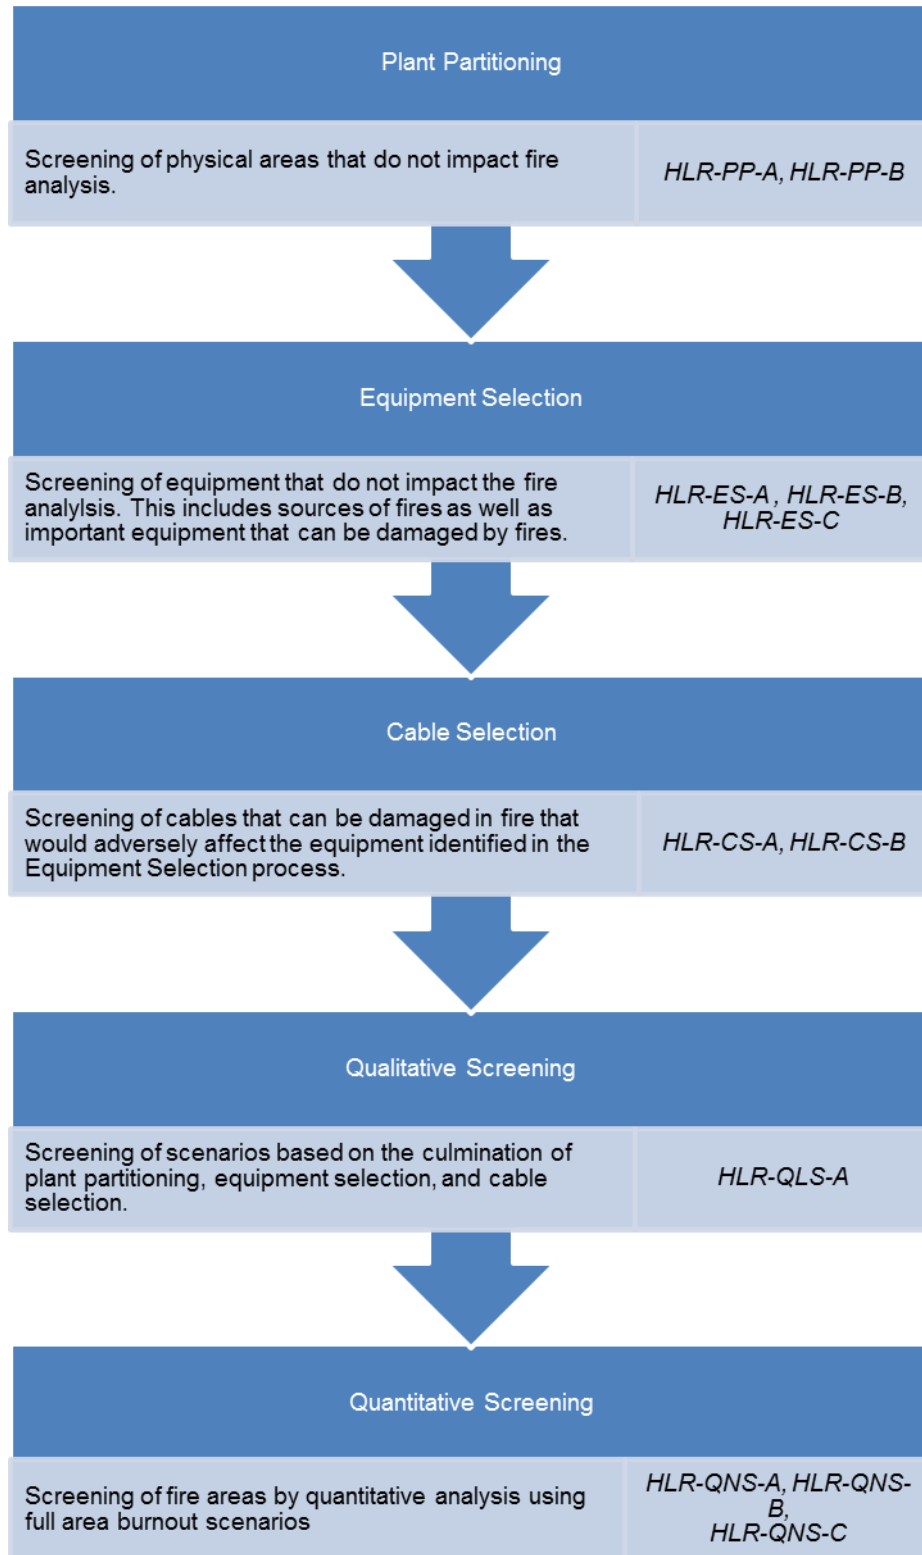 Plant Partitioning
Screening of physical areas that do not impact fire
analysis.
HLR-PP-A, HLR-PP-B
Equipment Selection
Screening of equipment that do not impact the fire
analylsis. This includes sources of fires as well as
important equipment that can be damaged by fires.
HLR-ES-A , HLR-ES-B,
HLR-ES-C
Cable Selection
Screening of cables that can be damaged in fire that
would adversely affect the equipment identified in the
Equipment Selection process.
HLR-CS-A, HLR-CS-B
Qualitative Screening
Screening of scenarios based on the culmination of
plant partitioning, equipment selection, and cable
selection.
HLR-QLS-A
Quantitative Screening
Screening of fire areas by quantitative analysis using
full area burnout scenarios
HLR-QNS-A, HLR-QNS-
B,
HLR-QNS-C